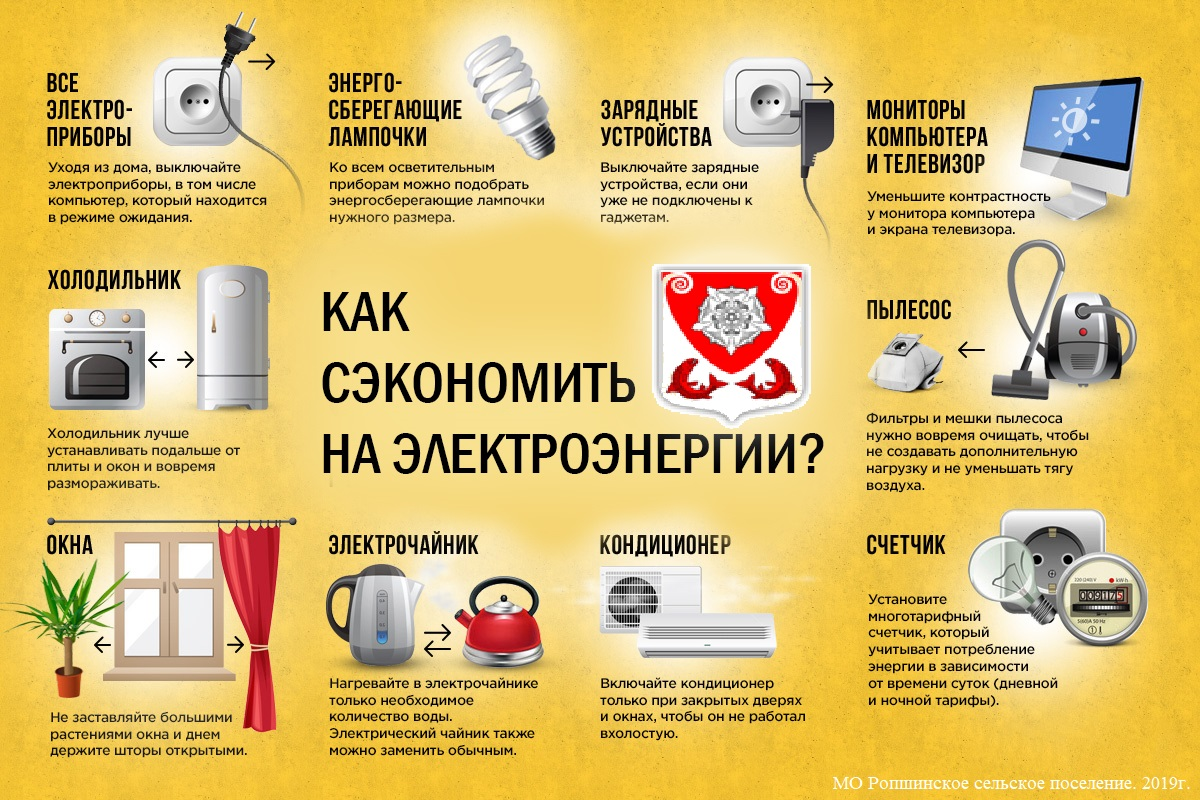 ВСЕ
ЭЛЕКТРО-
ПРИБОРЫ
Уходя из дома, выключайте
электроприборы, в том числе
компьютер, который находится
в режиме ожидания.
ЭНЕРГО-
СБЕРЕГАЮЩИЕ
ЛАМПОЧКИ
Ко всем осветительным
приборам можно подобрать
энергосберегающие лампочки
нужного размера.
ЗАРЯДНЫЕ
УСТРОЙСТВА
Выключайте зарядные
устройства, если они
уже не подключены к
гаджетам.
МОНИТОРЫ
КОМПЬЮТЕРА
И ТЕЛЕВИЗОР
Уменьшите контрастность
у монитора компьютера
и экрана телевизора.
ХОЛОДИЛЬНИК
Холодильник лучше
устанавливать подальше от
плиты и окон и вовремя
размораживать.
КАК
СЭКОНОМИТЬ
НА ЭЛЕКТРОЭНЕРГИИ?
ПЫЛЕСОС
Фильтры и мешки пылесоса
нужно вовремя очищать, чтобы
не создавать дополнительную
нагрузку и не уменьшать тягу
воздуха.
ОКНА
Не заставляйте большими
растениями окна и днем
держите шторы открытыми.
ЭЛЕКТРОЧАЙНИК
Нагревайте в электрочайнике
только необходимое
количество воды.
Электрический чайник также
можно заменить обычным.
КОНДИЦИОНЕР
Включайте кондиционер
только при закрытых дверях
и окнах, чтобы он не работал
вхолостую.
СЧЕТЧИК
Установите
многотарифный
счетчик, который
учитывает потребление
энергии в зависимости
от времени суток (дневной
и ночной тарифы).
kW·h
009175
5(60)A 50 Hz
МО Ропшинское сельское поселение. 2019г.